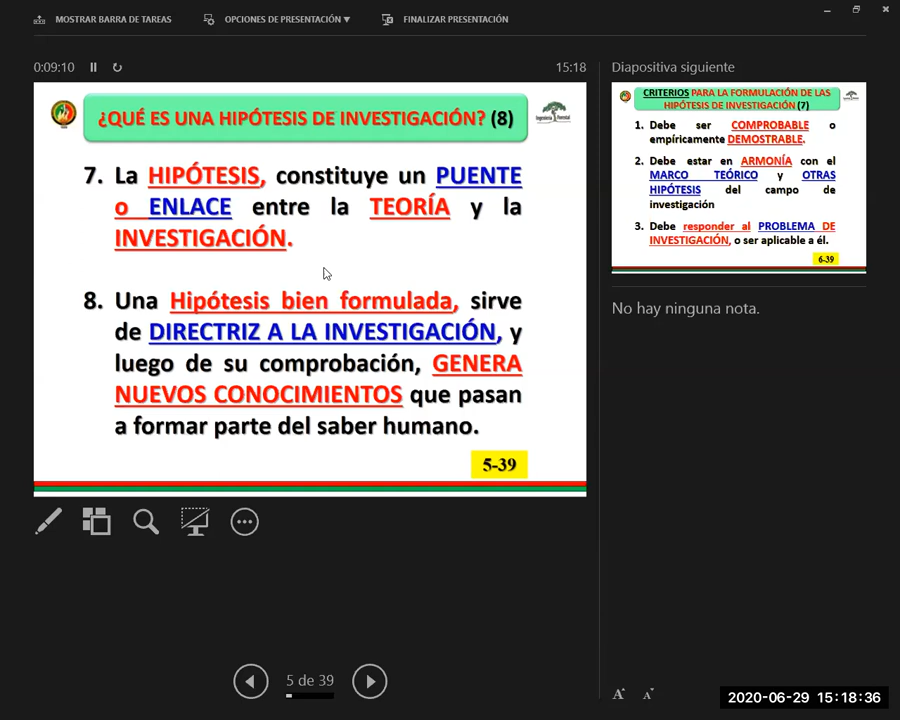 MOSTRAR BARRA DE TAREAS
OPCIONES DE PRESENTACIÓN ▼
FINALIZAR PRESENTACIÓN
0:09:10
15:18
¿QUÉ ES UNA HIPÓTESIS DE INVESTIGACIÓN? (8)
Ingeniería Forestal
7. La HIPÓTESIS, constituye un PUENTE
o ENLACE entre la TEORÍA y la
INVESTIGACIÓN.
8. Una Hipótesis bien formulada, sirve
de DIRECTRIZ A LA INVESTIGACIÓN, y
luego de su comprobación, GENERA
NUEVOS CONOCIMIENTOS que pasan
a formar parte del saber humano.
5-39
Diapositiva siguiente
CRITERIOS PARA LA FORMULACIÓN DE LAS
HIPÓTESIS DE INVESTIGACIÓN (7)
1. Debe ser COMPROBABLE o
empíricamente DEMOSTRABLE.
2. Debe estar en ARMONÍA con el
MARCO TEÓRICO y OTRAS
HIPÓTESIS del campo de
investigación
3. Debe responder al PROBLEMA DE
INVESTIGACIÓN, o ser aplicable a él.
6-39
No hay ninguna nota.
5 de 39
A A
2020-06-29 15:18:36